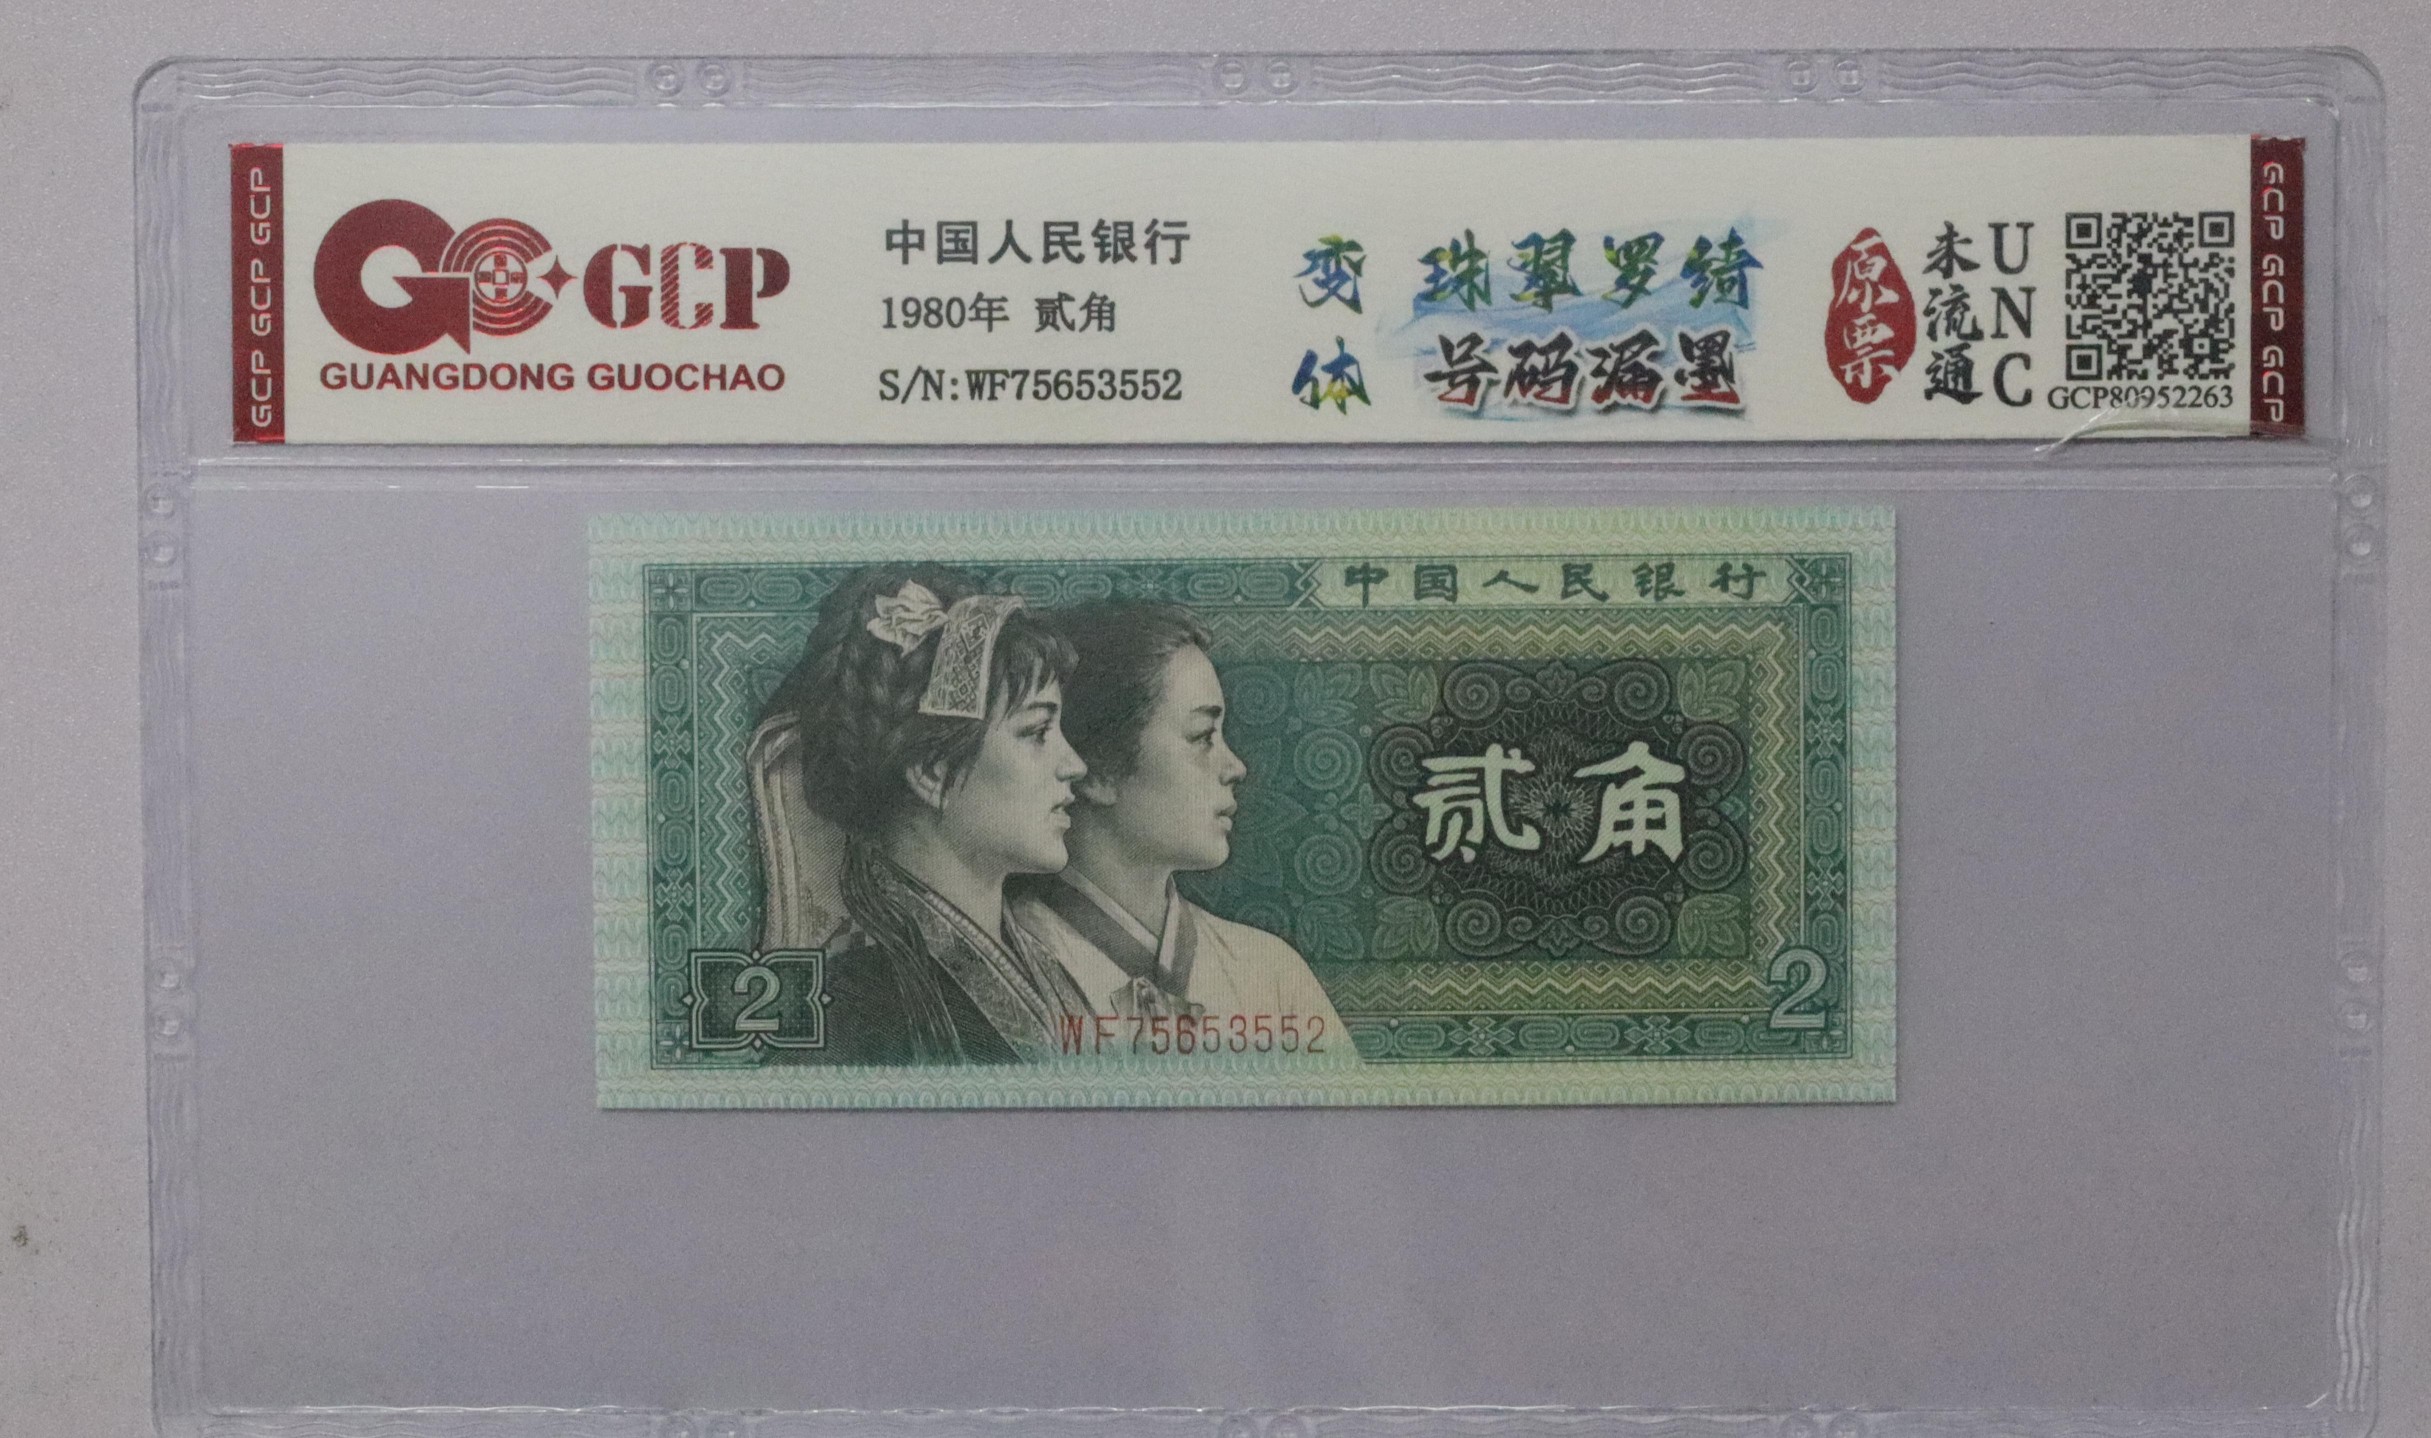 GCP GCP GCP
GCP
GUANGDONG GUOCHAO
中国人民银行
1980年 贰角
S/N:WF75653552
变体
珠翠罗绮
号码漏墨
原票
未流通
UNC
GCP80952263
GCP GCP GCP
中国人民银行
贰角
2
2
WF75653552